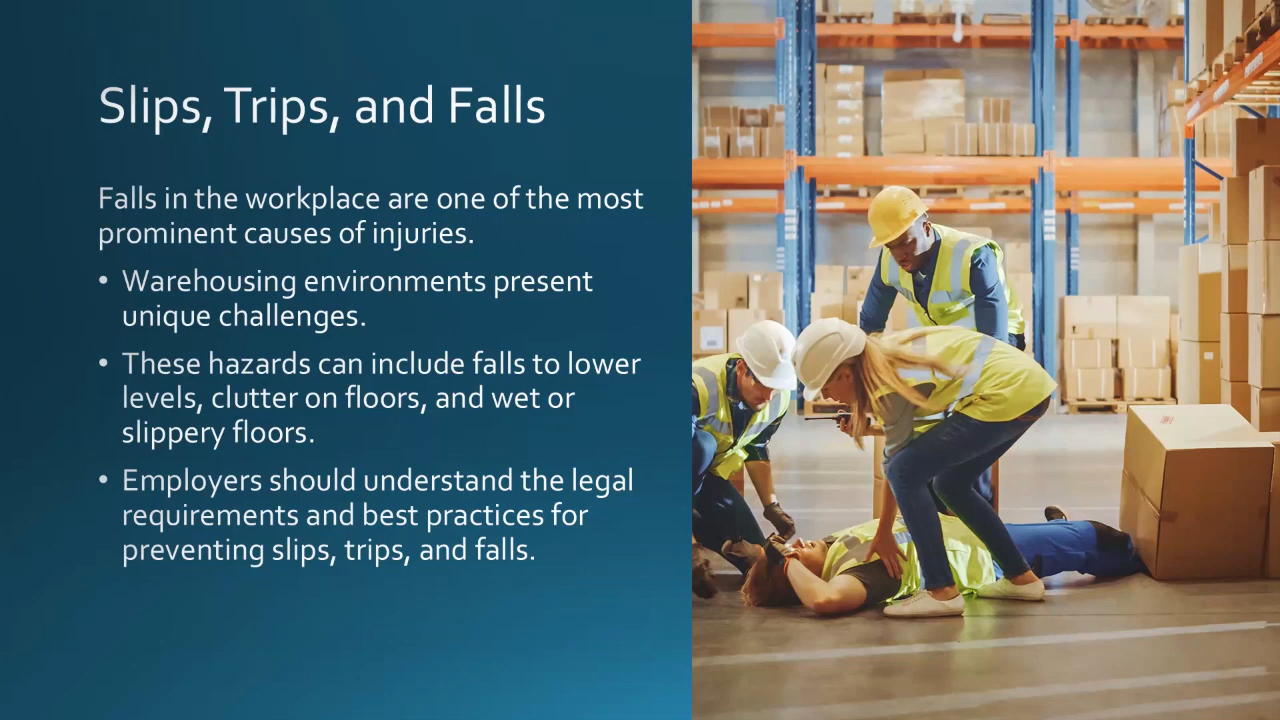 Slips, Trips, and Falls
Falls in the workplace are one of the most
prominent causes of injuries.
• Warehousing environments present
unique challenges.
• These hazards can include falls to lower
levels, clutter on floors, and wet or
slippery floors.
• Employers should understand the legal
requirements and best practices for
preventing slips, trips, and falls.